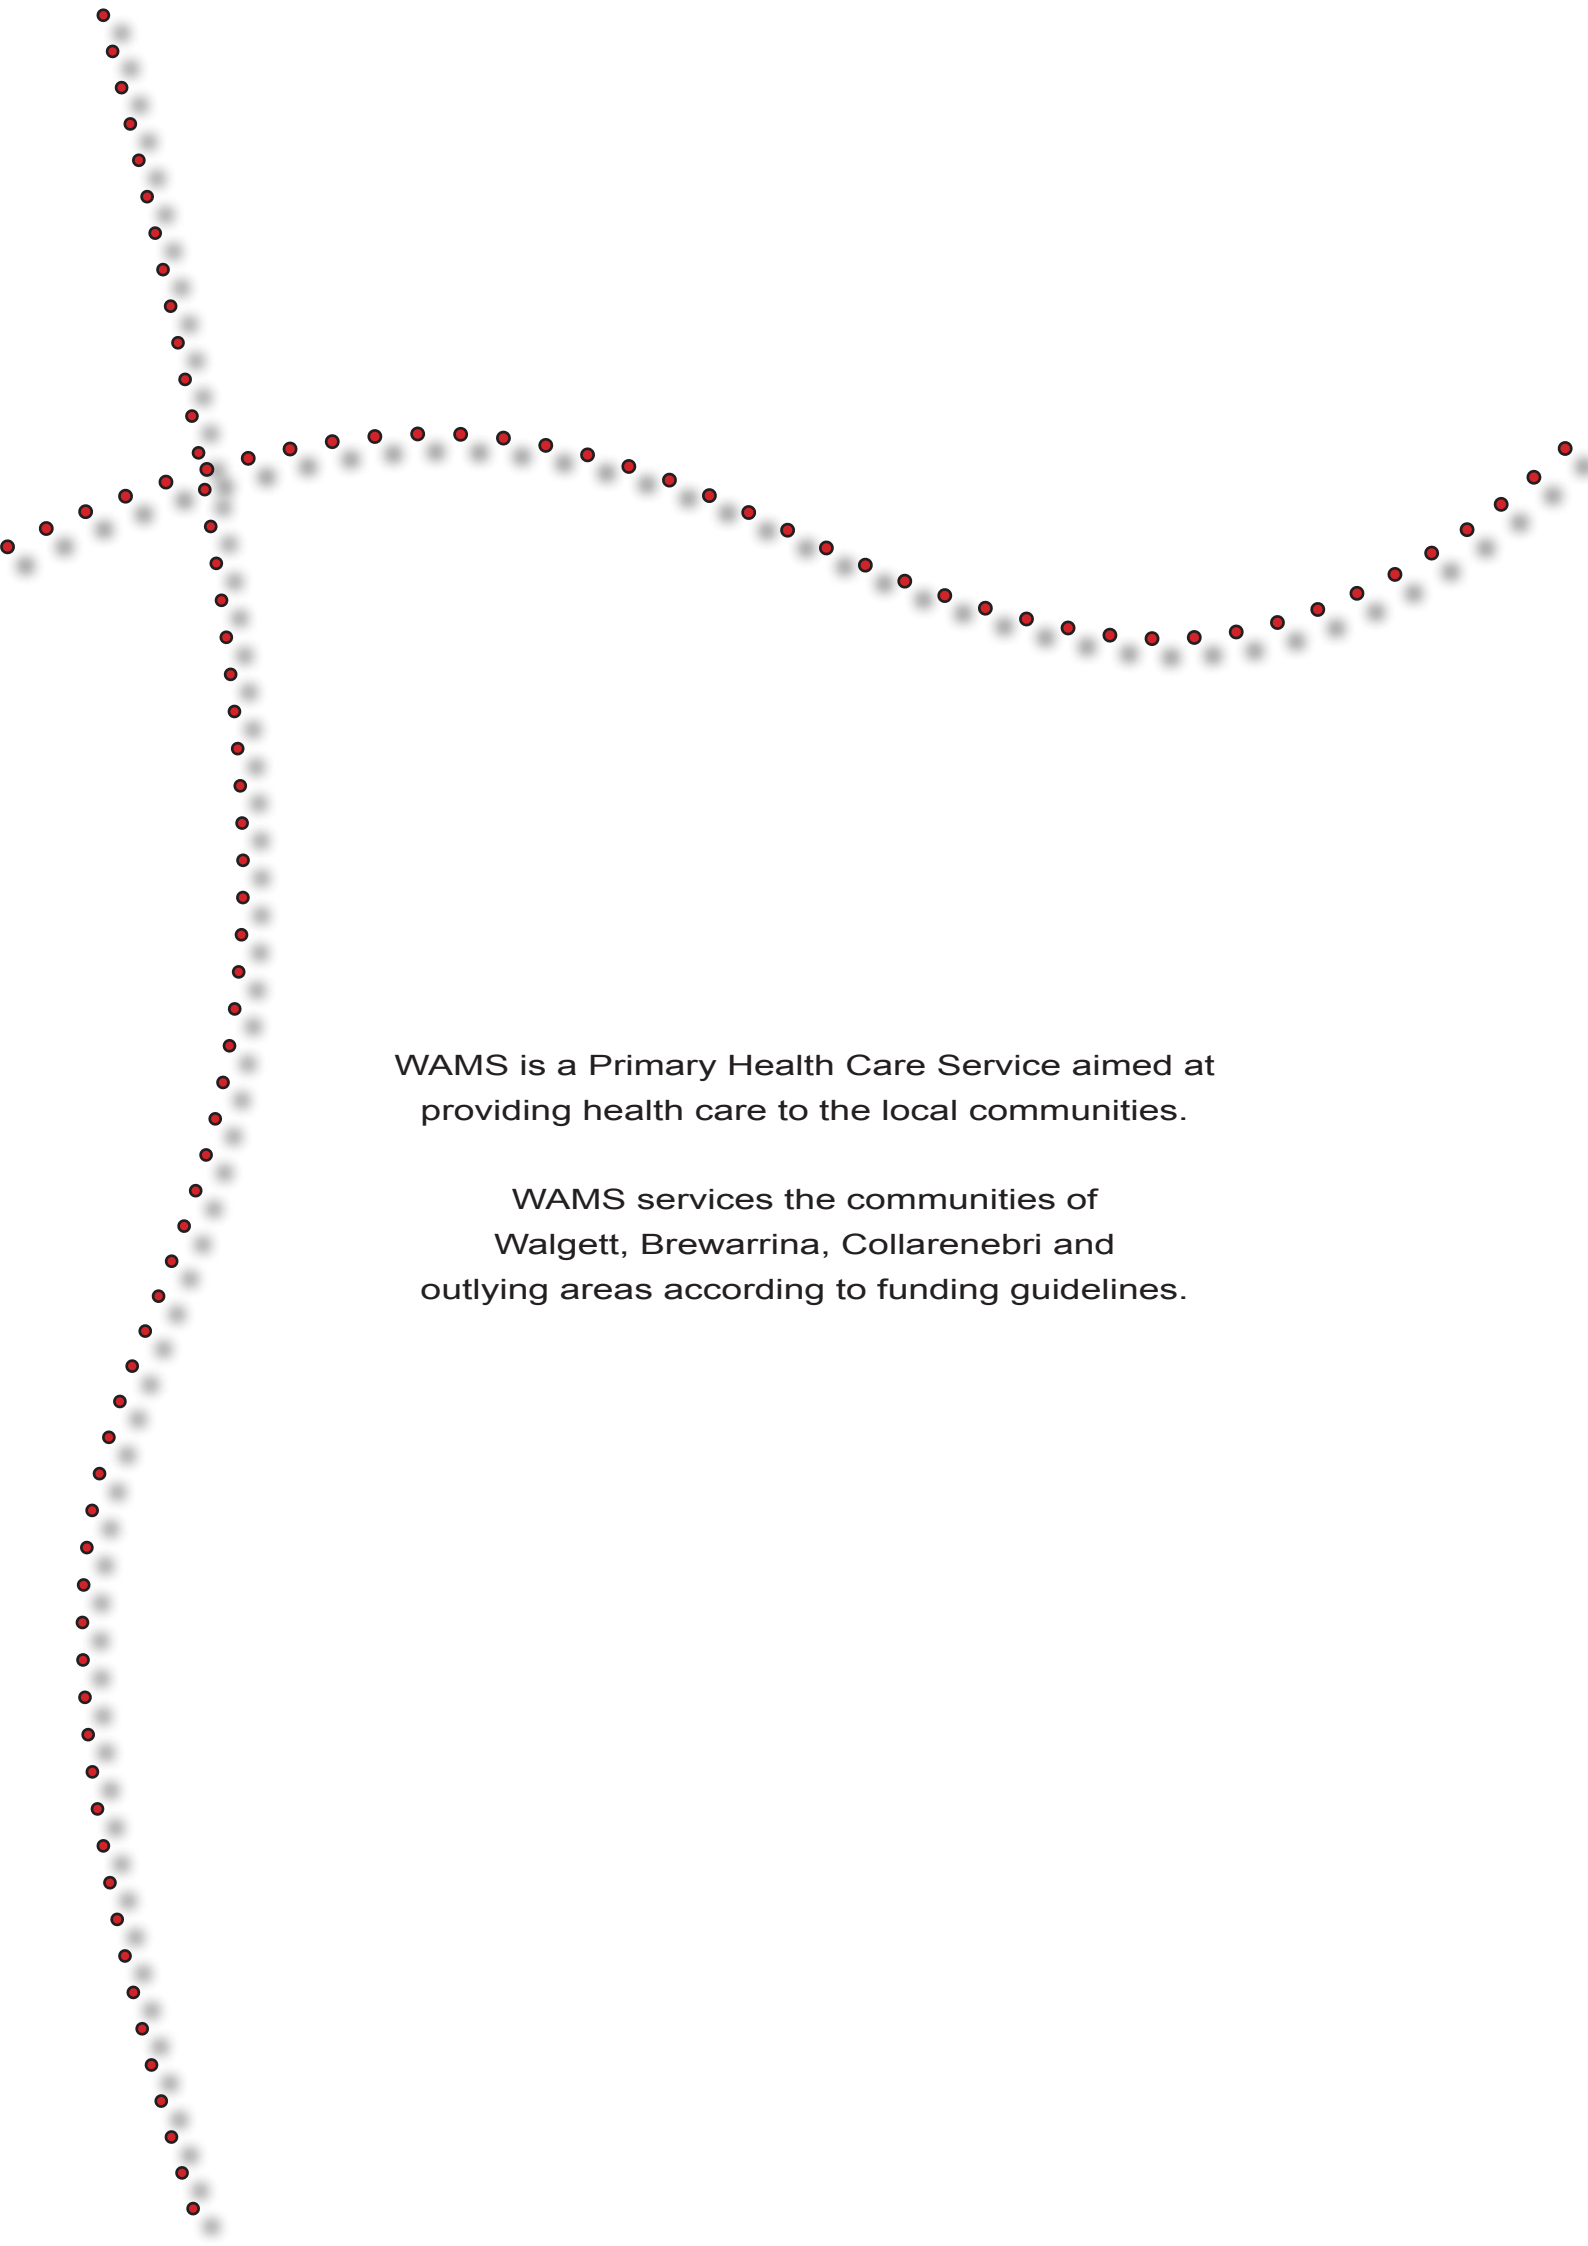 WAMS is a Primary Health Care Service aimed at
providing health care to the local communities.
WAMS services the communities of
Walgett, Brewarrina, Collarenebri and
outlying areas according to funding guidelines.